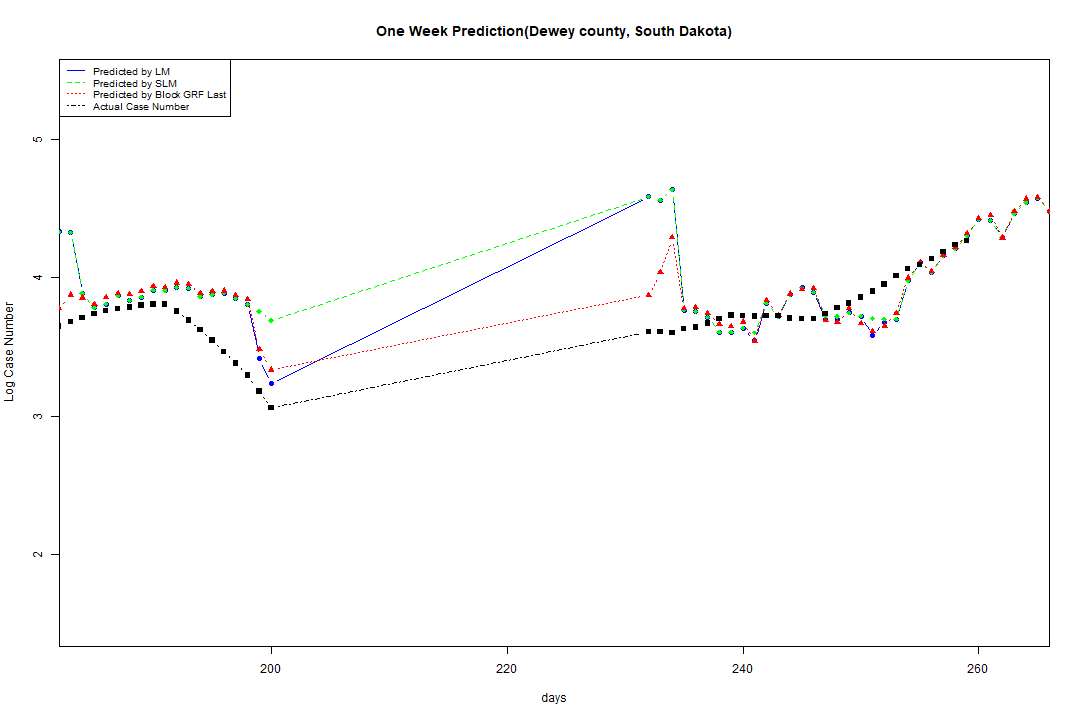 One Week Prediction(Dewey county, South Dakota)
Predicted by LM
Predicted by SLM
Predicted by Block GRF Last
Actual Case Number
5
4
3
2
Log Case Number
200
220
240
260
days